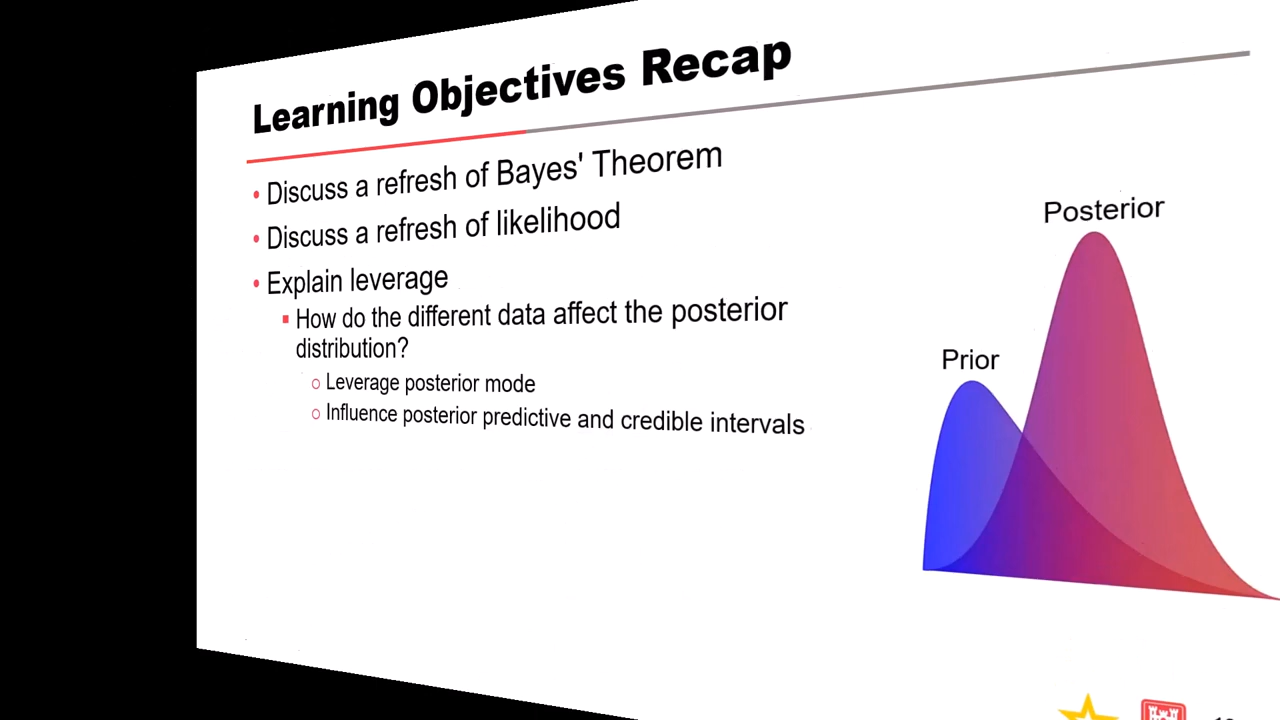 Learning Objectives Recap
• Discuss a refresh of Bayes' Theorem
• Discuss a refresh of likelihood
• Explain leverage
▪ How do the different data affect the posterior
distribution?
○ Leverage posterior mode
○ Influence posterior predictive and credible intervals
Posterior
Prior